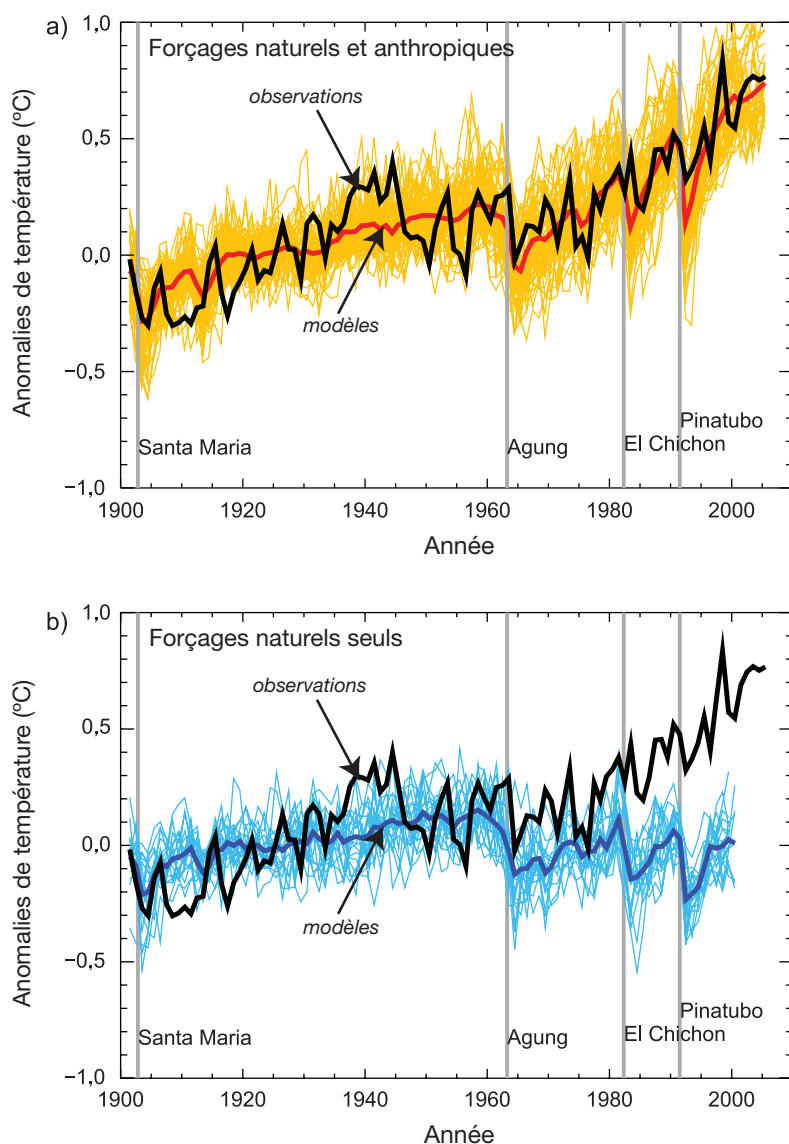 a)
Forçages naturels et anthropiques
observations
modèles
Anomalies de température (ºC)
1,0
0,5
0,0
−0,5
−1,0
Santa Maria
Agung
El Chichon
Pinatubo
1900 1920 1940 1960 1980 2000
Année
b)
Forçages naturels seuls
observations
modèles
Anomalies de température (ºC)
1,0
0,5
0,0
−0,5
−1,0
Santa Maria
Agung
El Chichon
Pinatubo
1900 1920 1940 1960 1980 2000
Année